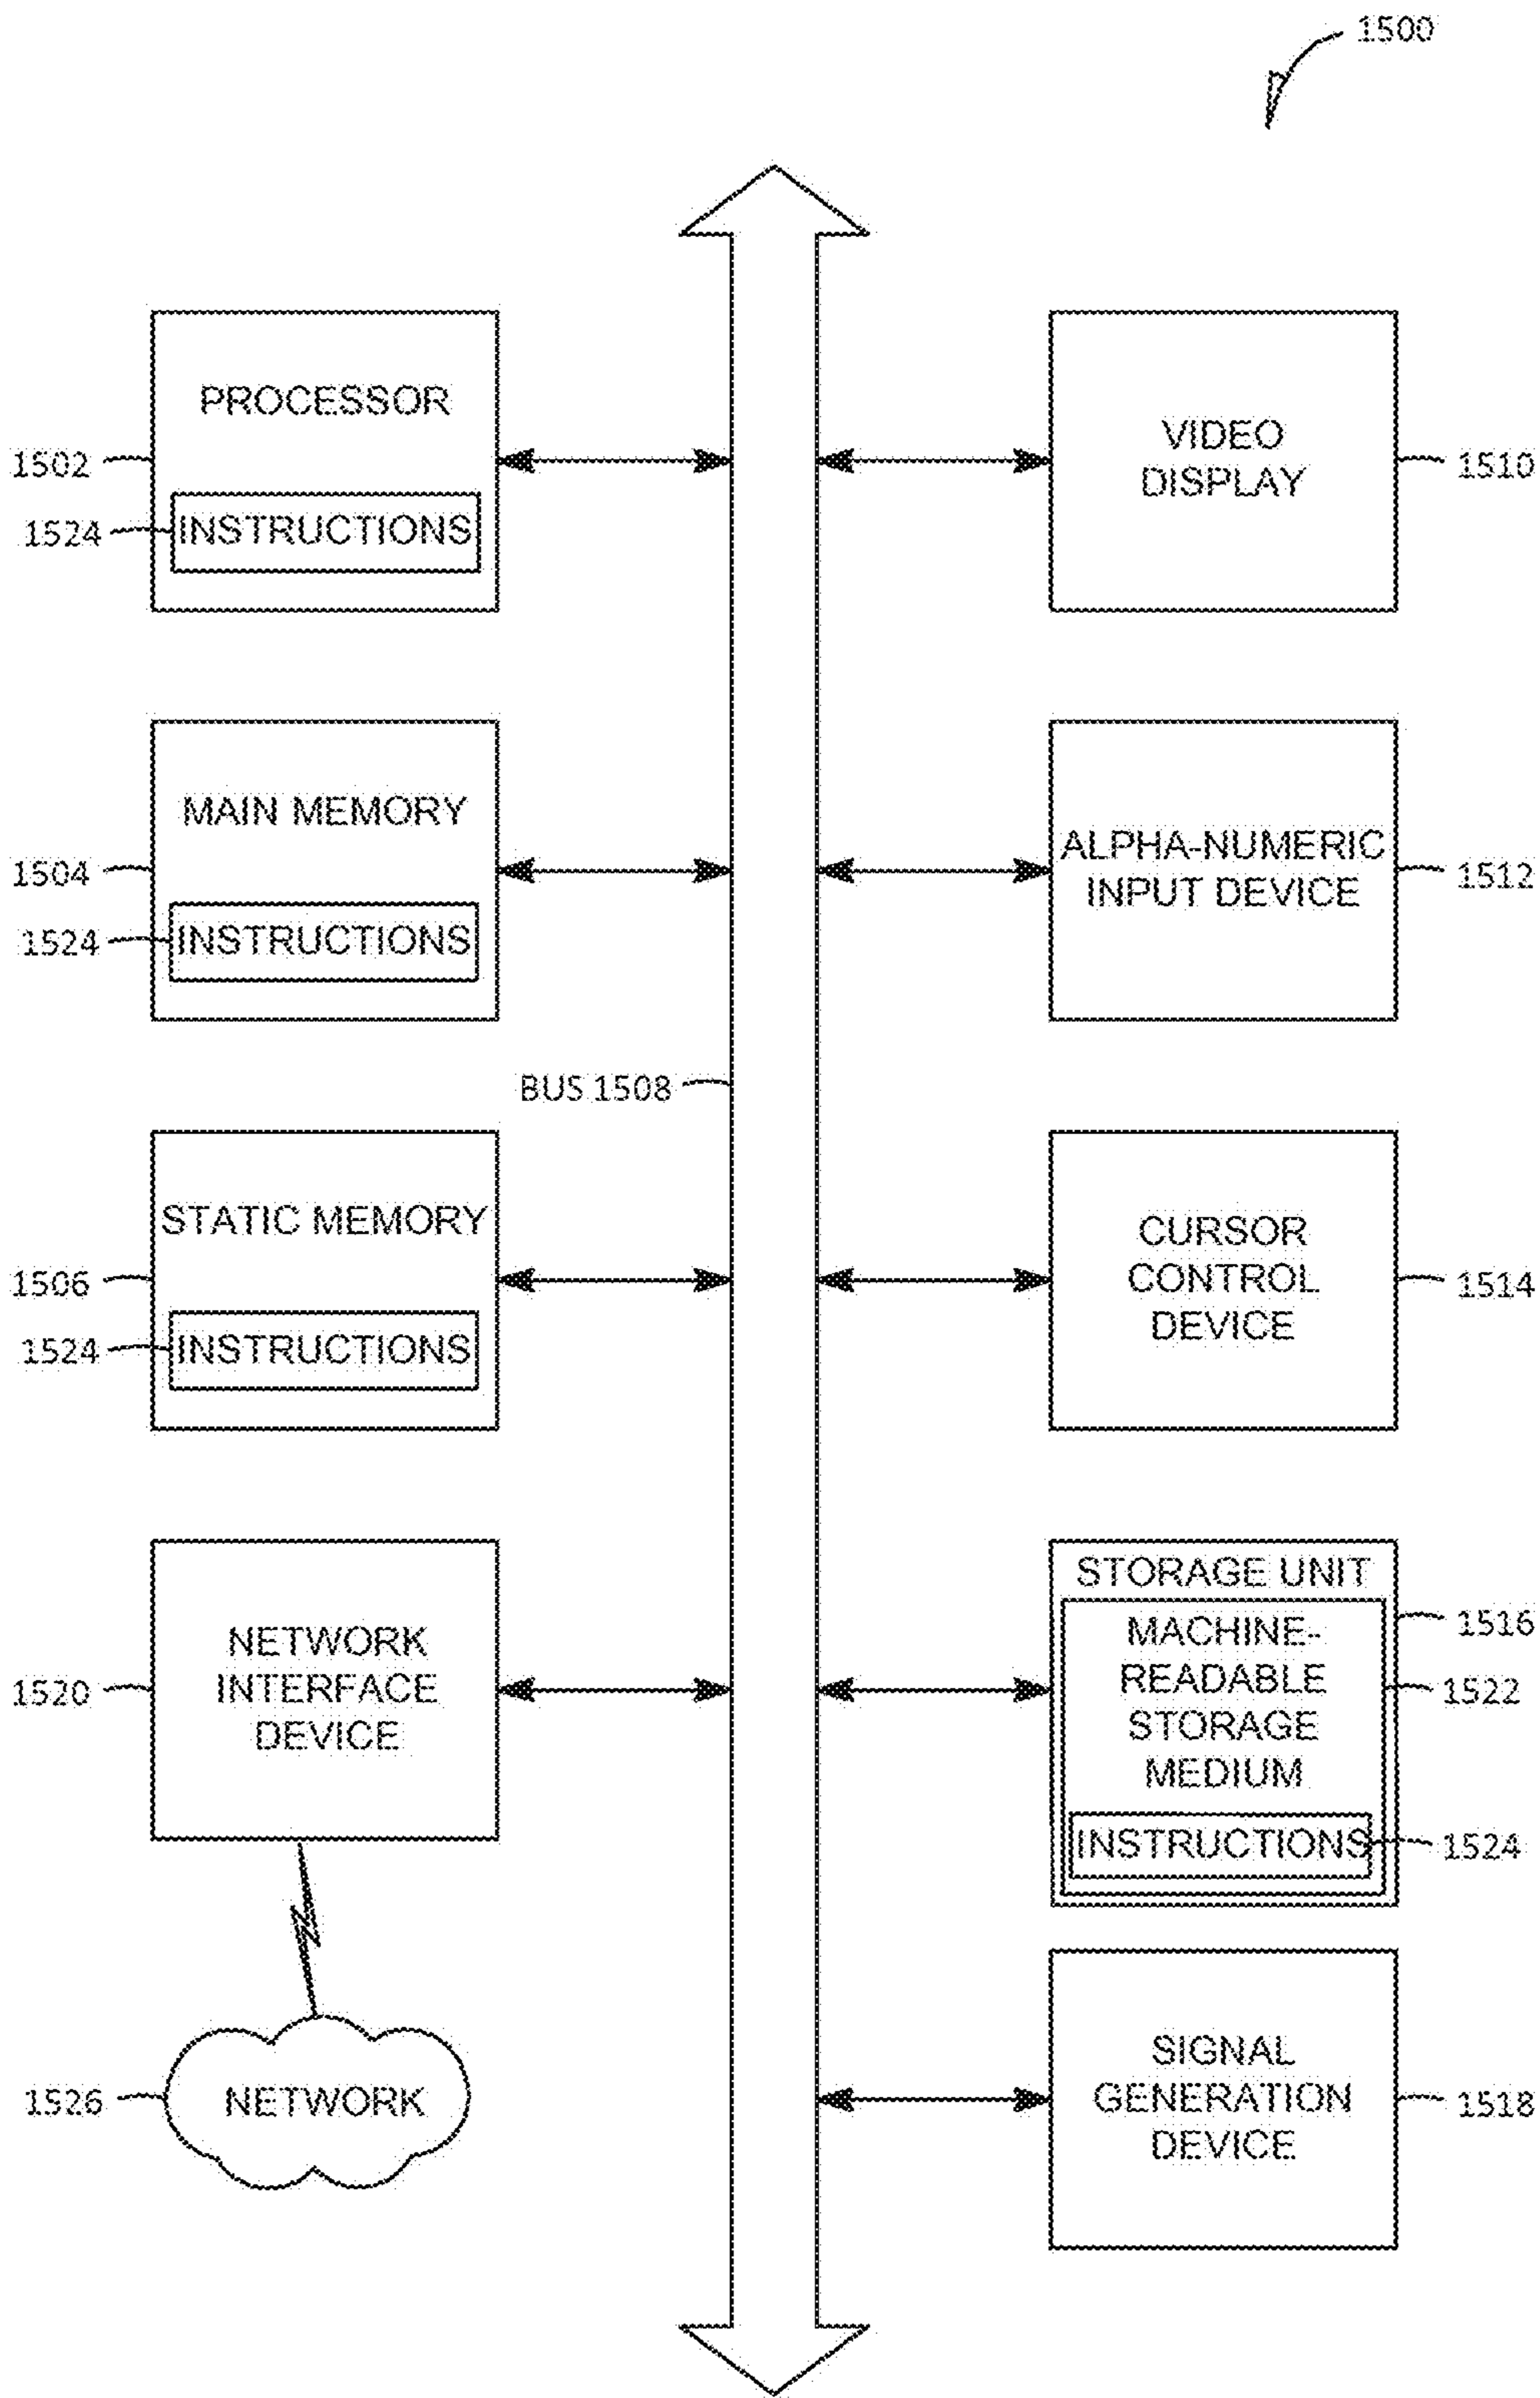 1500
PROCESSOR
1502
1524
INSTRUCTIONS
VIDEO
DISPLAY
1510
MAIN MEMORY
1504
1524
INSTRUCTIONS
ALPHA-NUMERIC
INPUT DEVICE
1512
BUS 1508
STATIC MEMORY
1506
1524
INSTRUCTIONS
CURSOR
CONTROL
DEVICE
1514
NETWORK
INTERFACE
DEVICE
1520
STORAGE UNIT
1516
MACHINE-
READABLE
STORAGE
MEDIUM
1522
INSTRUCTIONS
1524
NETWORK
1526
SIGNAL
GENERATION
DEVICE
1518